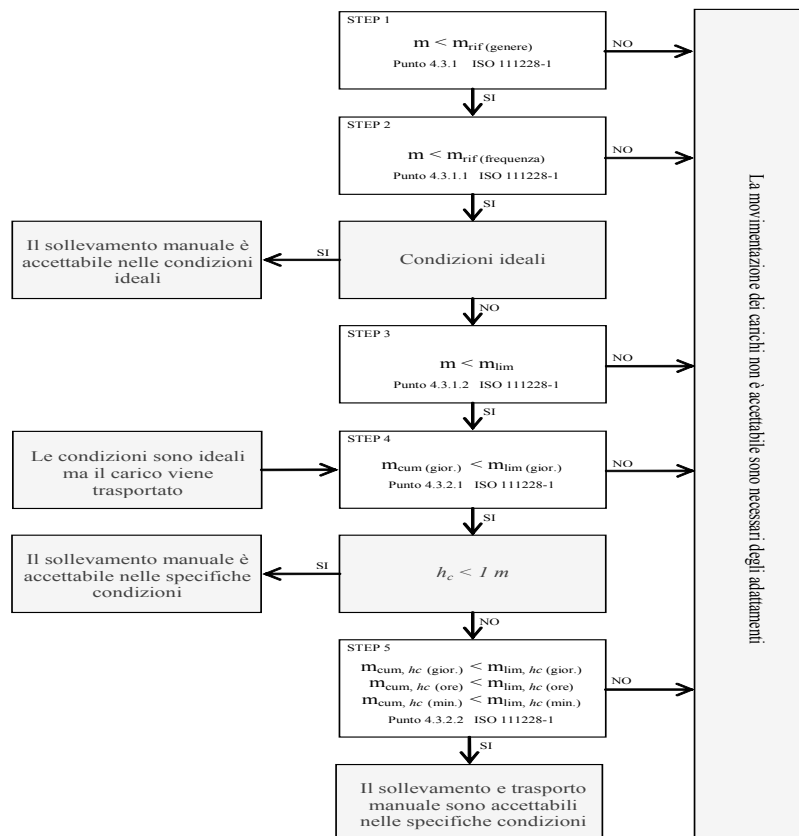 STEP 1
m < mrif (genere)
Punto 4.3.1 ISO 111228-1
NO
SI
STEP 2
m < mrif (frequenza)
Punto 4.3.1.1 ISO 111228-1
NO
SI
Il sollevamento manuale è
accettabile nelle condizioni
ideali
SI
Condizioni ideali
NO
STEP 3
m < mlim
Punto 4.3.1.2 ISO 111228-1
NO
SI
Le condizioni sono ideali
ma il carico viene
trasportato
STEP 4
mcum (gior.) < mlim (gior.)
Punto 4.3.2.1 ISO 111228-1
NO
SI
Il sollevamento manuale è
accettabile nelle specifiche
condizioni
SI
hc < 1 m
NO
STEP 5
mcum, hc (gior.) < mlim, hc (gior.)
mcum, hc (ore) < mlim, hc (ore)
mcum, hc (min.) < mlim, hc (min.)
Punto 4.3.2.2 ISO 111228-1
NO
SI
Il sollevamento e trasporto
manuale sono accettabili
nelle specifiche condizioni
La movimentazione dei carichi non è accettabile sono necessari degli adattamenti